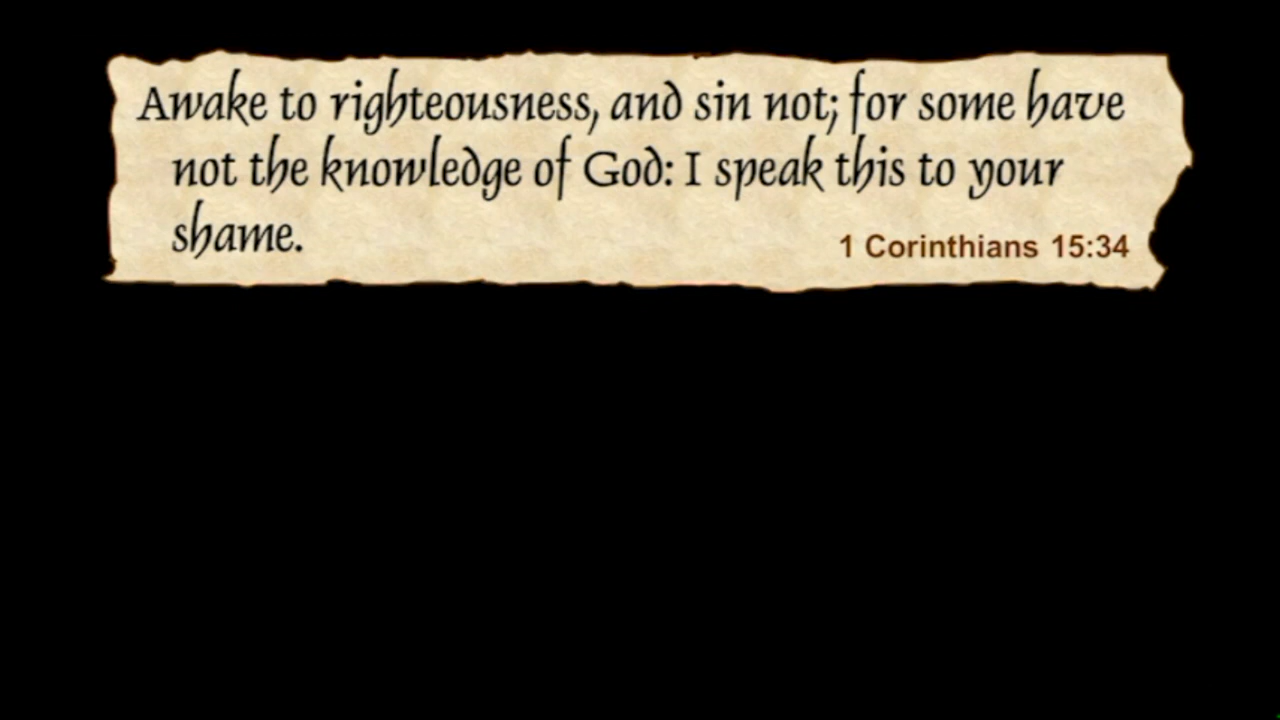 Awake to righteousness, and sin not; for some have
not the knowledge of God: I speak this to your
shame.
1 Corinthians 15:34